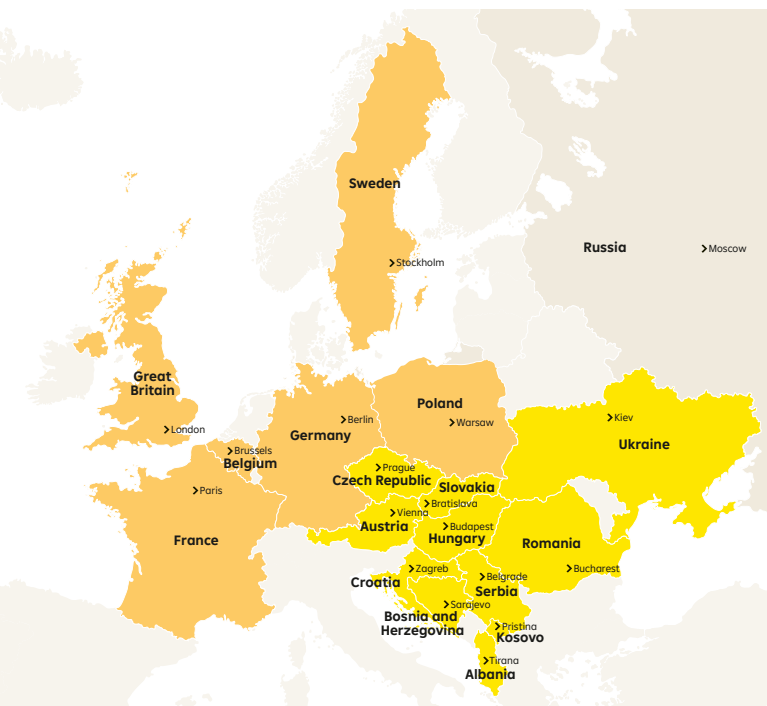 Sweden
Stockholm
Russia
Moscow
Great
Britain
London
Poland
Warsaw
Berlin
Germany
Kiev
Ukraine
Brussels
Belgium
Paris
France
Prague
Czech Republic
Slovakia
Bratislava
Vienna
Austria
Budapest
Hungary
Romania
Bucharest
Zagreb
Croatia
Belgrade
Serbia
Sarajevo
Bosnia and
Herzegovina
Pristina
Kosovo
Tirana
Albania